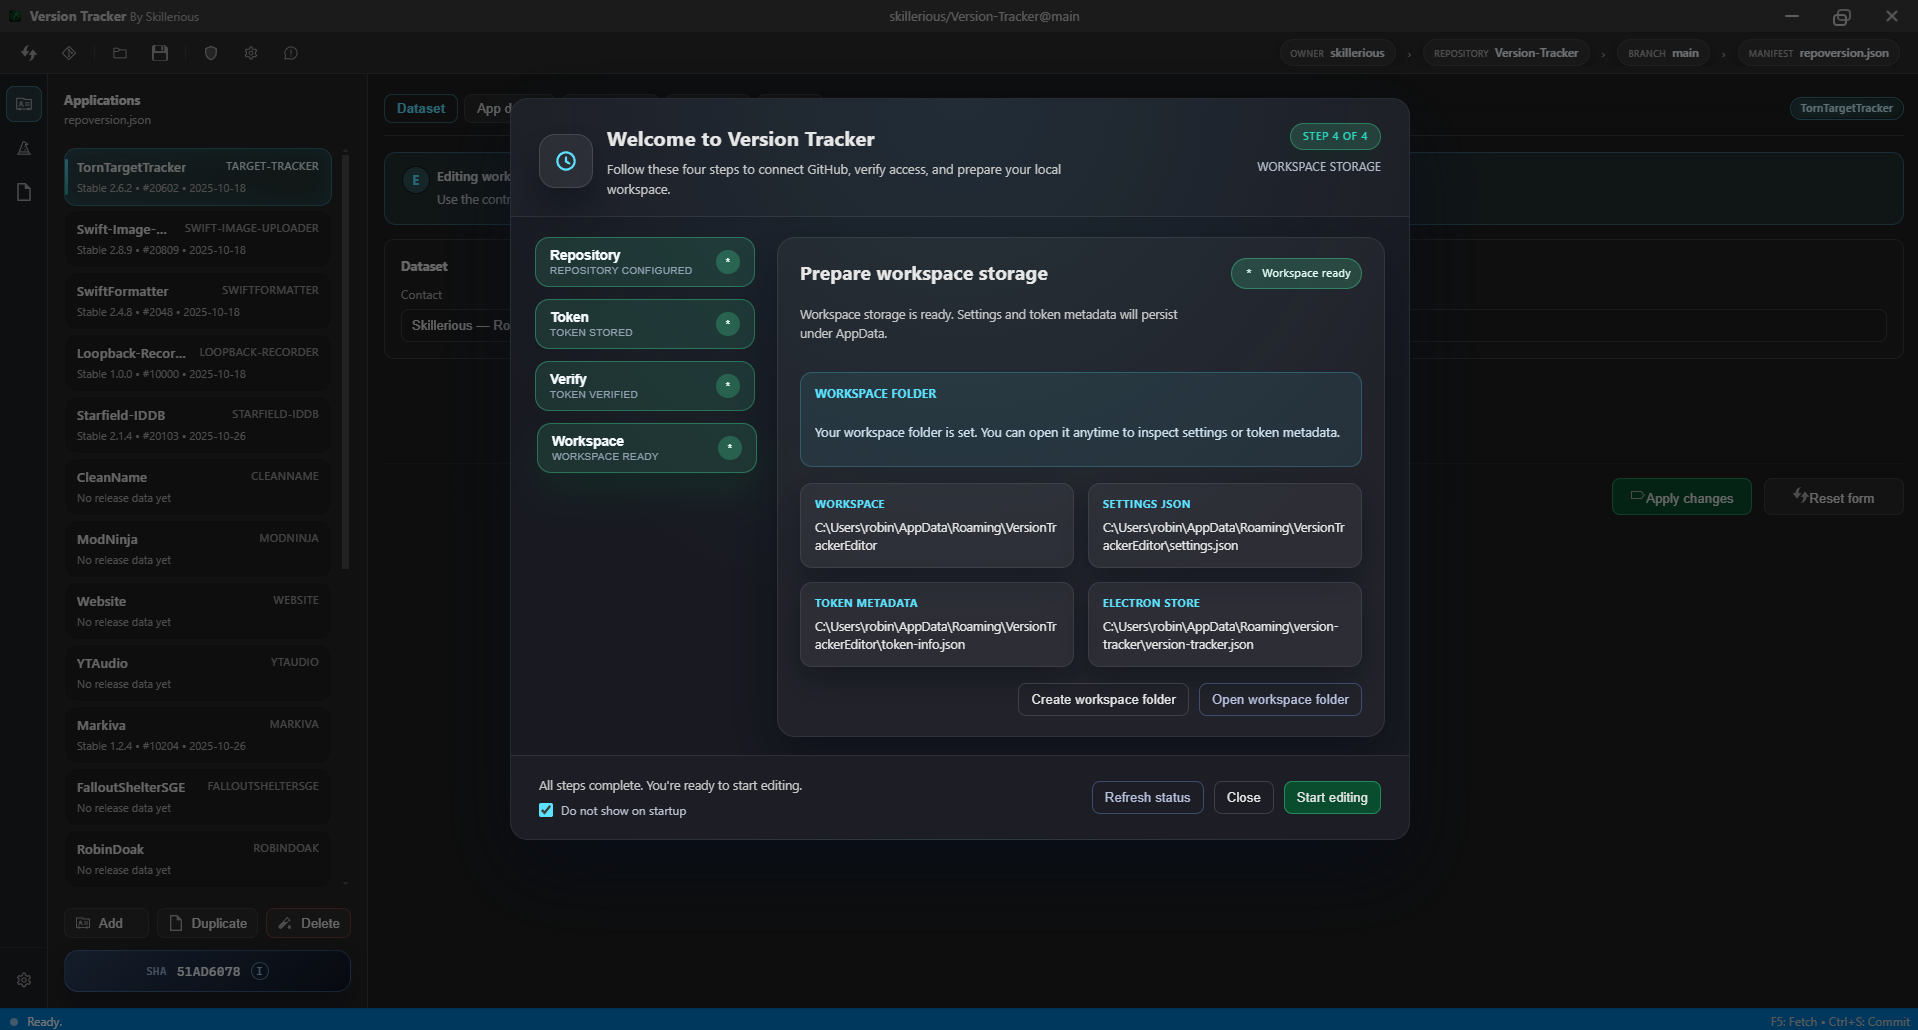 Version Tracker By Skillerious
skillerious/Version-Tracker@main
OWNER skillerious › REPOSITORY Version-Tracker › BRANCH main › MANIFEST repoversion.json
Applications
repoversion.json
TornTargetTracker TARGET-TRACKER
Stable 2.6.2 • #20602 • 2025-10-18
Swift-Image-... SWIFT-IMAGE-UPLOADER
Stable 2.8.9 • #20809 • 2025-10-18
SwiftFormatter SWIFTFORMATTER
Stable 2.4.8 • #2048 • 2025-10-18
Loopback-Recor... LOOPBACK-RECORDER
Stable 1.0.0 • #10000 • 2025-10-18
Starfield-IDDB STARFIELD-IDDB
Stable 2.1.4 • #20103 • 2025-10-26
CleanName CLEANNAME
No release data yet
ModNinja MODNINJA
No release data yet
Website WEBSITE
No release data yet
YTAudio YTAUDIO
No release data yet
Markiva MARKIVA
Stable 1.2.4 • #10204 • 2025-10-26
FalloutShelterSGE FALLOUTSHELTERSGE
No release data yet
RobinDoak ROBINDOAK
No release data yet
Add Duplicate Delete
SHA 51AD6078 I
Dataset App d
TornTargetTracker
E Editing work
Use the contr
Dataset
Contact
Skillerious — Ro
Apply changes Reset form
Welcome to Version Tracker
Follow these four steps to connect GitHub, verify access, and prepare your local
workspace.
STEP 4 OF 4
WORKSPACE STORAGE
Repository
REPOSITORY CONFIGURED
*
Token
TOKEN STORED
*
Verify
TOKEN VERIFIED
*
Workspace
WORKSPACE READY
*
Prepare workspace storage
* Workspace ready
Workspace storage is ready. Settings and token metadata will persist
under AppData.
WORKSPACE FOLDER
Your workspace folder is set. You can open it anytime to inspect settings or token metadata.
WORKSPACE
C:\Users\robin\AppData\Roaming\VersionTr
ackerEditor
SETTINGS JSON
C:\Users\robin\AppData\Roaming\VersionTr
ackerEditor\settings.json
TOKEN METADATA
C:\Users\robin\AppData\Roaming\VersionTr
ackerEditor\token-info.json
ELECTRON STORE
C:\Users\robin\AppData\Roaming\version-
tracker\version-tracker.json
Create workspace folder Open workspace folder
All steps complete. You're ready to start editing.
Do not show on startup
Refresh status Close Start editing
Ready.
F5: Fetch • Ctrl+S: Commit